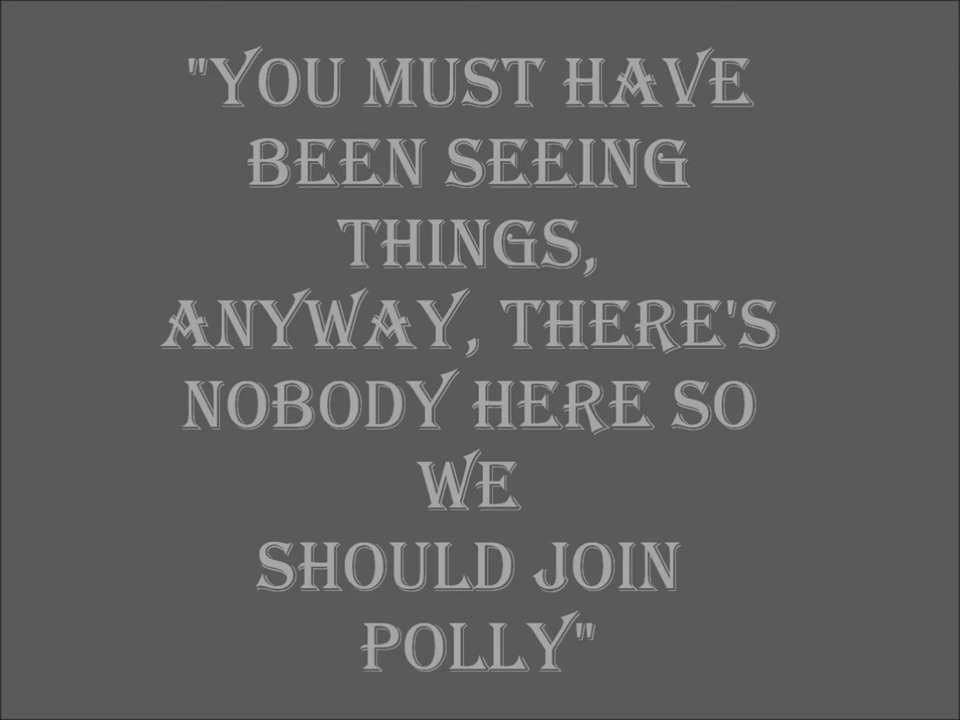 "YOU MUST HAVE
BEEN SEEING
THINGS,
ANYWAY, THERE'S
NOBODY HERE SO
WE
SHOULD JOIN
POLLY"